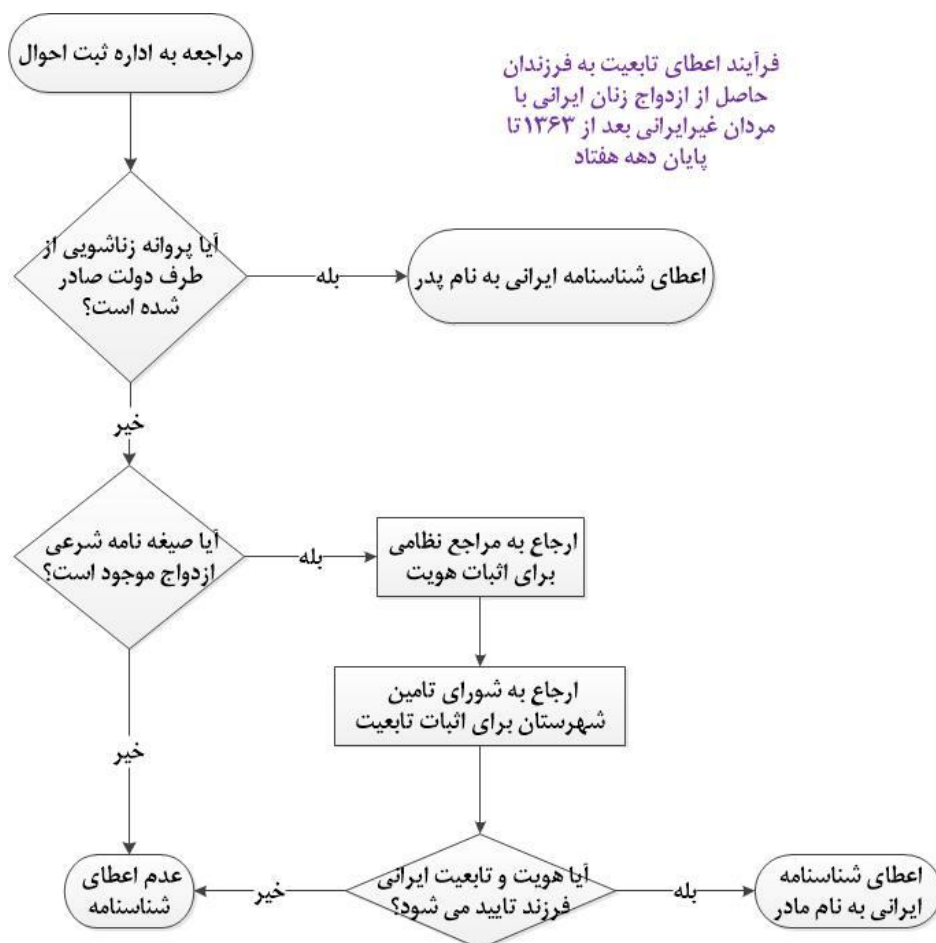 مراجعه به اداره ثبت احوال
فرآیند اعطای تابعیت به فرزندان
حاصل از ازدواج زنان ایرانی با
مردان غیرایرانی بعد از ۱۳۶۳ تا
پایان دهه هفتاد
آیا پروانه زناشویی از
طرف دولت صادر
شده است؟
بله
اعطای شناسنامه ایرانی به نام پدر
خیر
آیا صیغه نامه شرعی
ازدواج موجود است؟
بله
ارجاع به مراجع نظامی
برای اثبات هویت
ارجاع به شورای تامین
شهرستان برای اثبات تابعیت
خیر
آیا هویت و تابعیت ایرانی
فرزند تایید می شود؟
بله
اعطای شناسنامه
ایرانی به نام مادر
خیر
عدم اعطای
شناسنامه